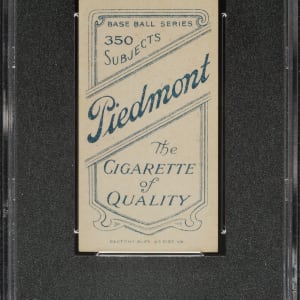 BASE BALL SERIES
350
SUBJECTS
Piedmont
The
CIGARETTE
of
QUALITY